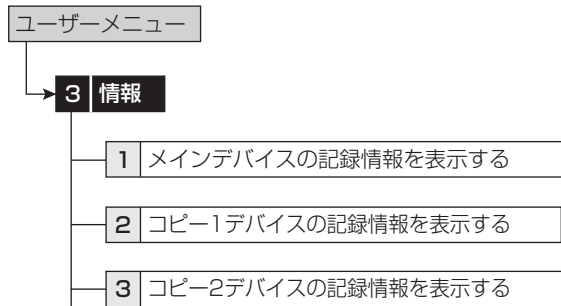 ユーザーメニュー
3 情報
1 メインデバイスの記録情報を表示する
2 コピー1デバイスの記録情報を表示する
3 コピー2デバイスの記録情報を表示する